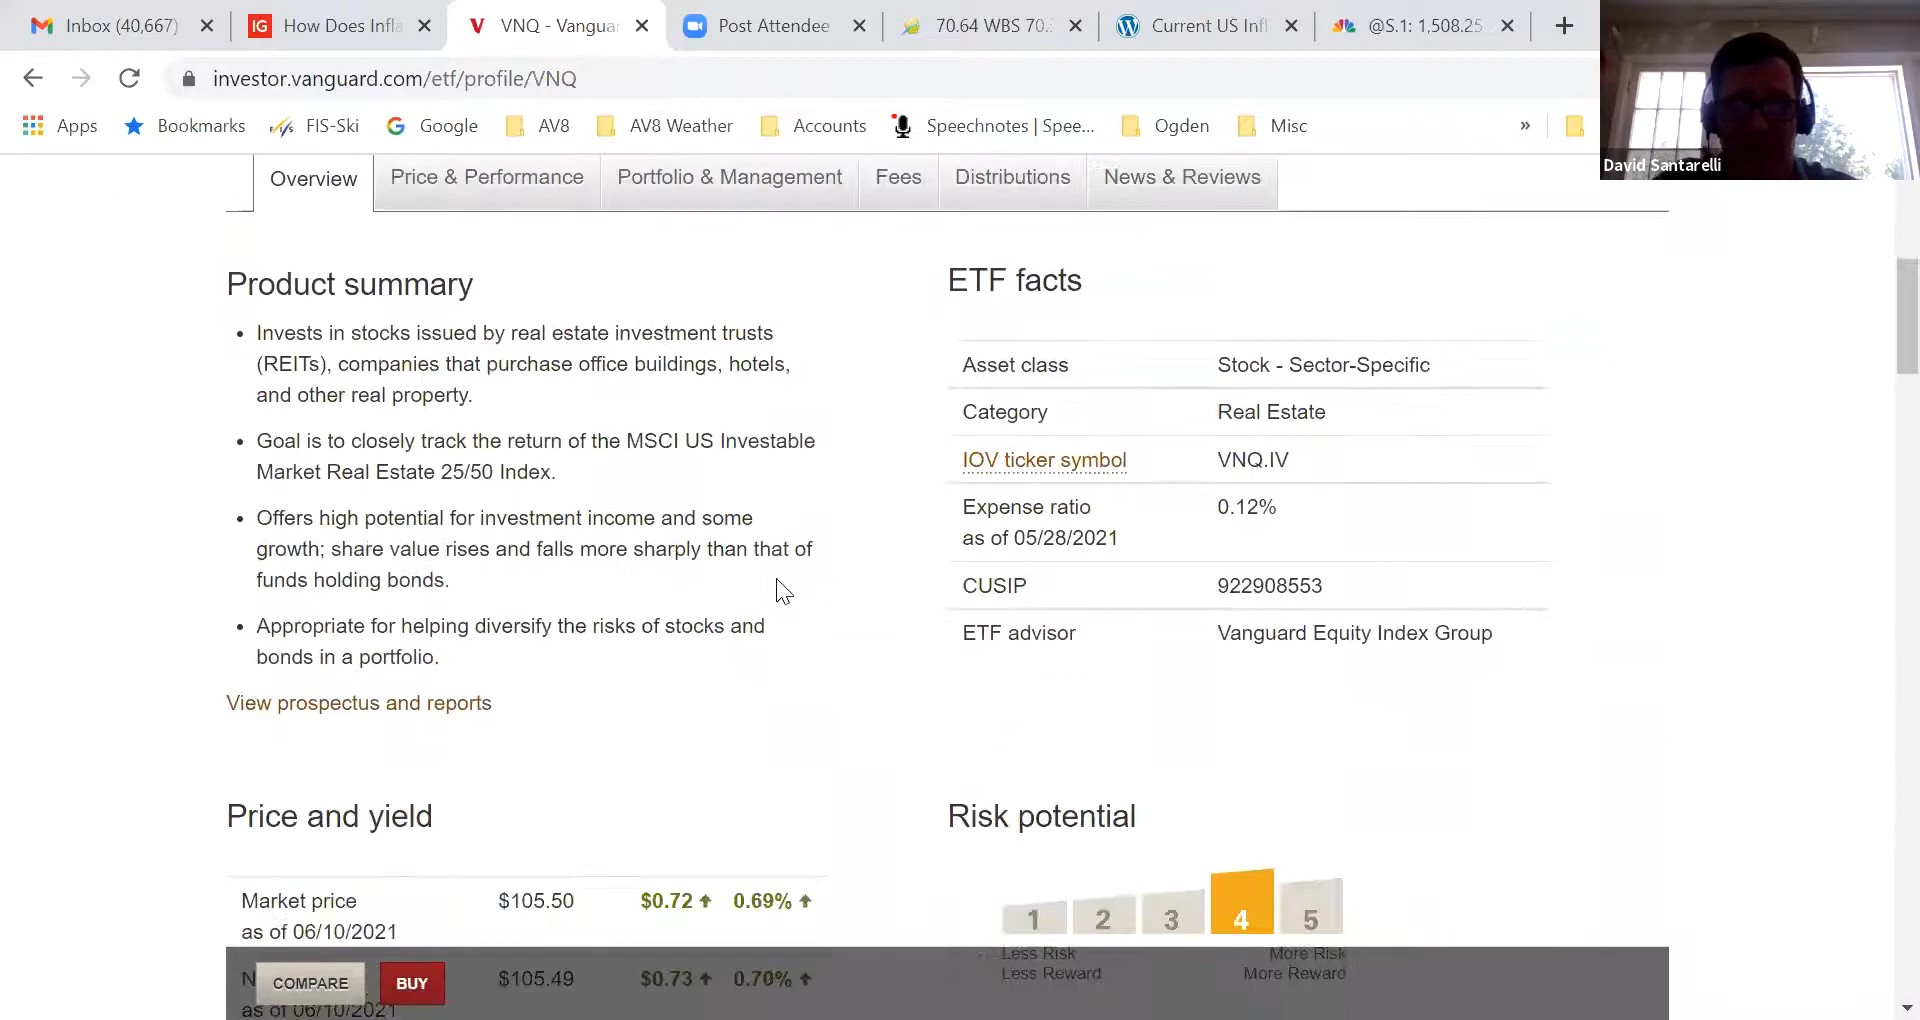 Inbox (40,667)
IG How Does Infla
VNQ - Vanguar
Post Attendee
70.64 WBS 70.
Current US Infl
@S.1: 1,508.25
investor.vanguard.com/etf/profile/VNQ
Apps
Bookmarks
FIS-Ski
Google
AV8
AV8 Weather
Accounts
Speechnotes | Spee...
Ogden
Misc
»
David Santarelli
Overview
Price & Performance
Portfolio & Management
Fees
Distributions
News & Reviews
Product summary
• Invests in stocks issued by real estate investment trusts
(REITs), companies that purchase office buildings, hotels,
and other real property.
• Goal is to closely track the return of the MSCI US Investable
Market Real Estate 25/50 Index.
• Offers high potential for investment income and some
growth; share value rises and falls more sharply than that of
funds holding bonds.
• Appropriate for helping diversify the risks of stocks and
bonds in a portfolio.
View prospectus and reports
ETF facts
Asset class Stock - Sector-Specific
Category Real Estate
IOV ticker symbol VNQ.IV
Expense ratio 0.12%
as of 05/28/2021
CUSIP 922908553
ETF advisor Vanguard Equity Index Group
Price and yield
Market price $105.50 $0.72 0.69%
as of 06/10/2021
N $105.49 $0.73 0.70%
as of 06/10/2021
COMPARE
BUY
Risk potential
1 2 3 4 5
Less Risk More Risk
Less Reward More Reward